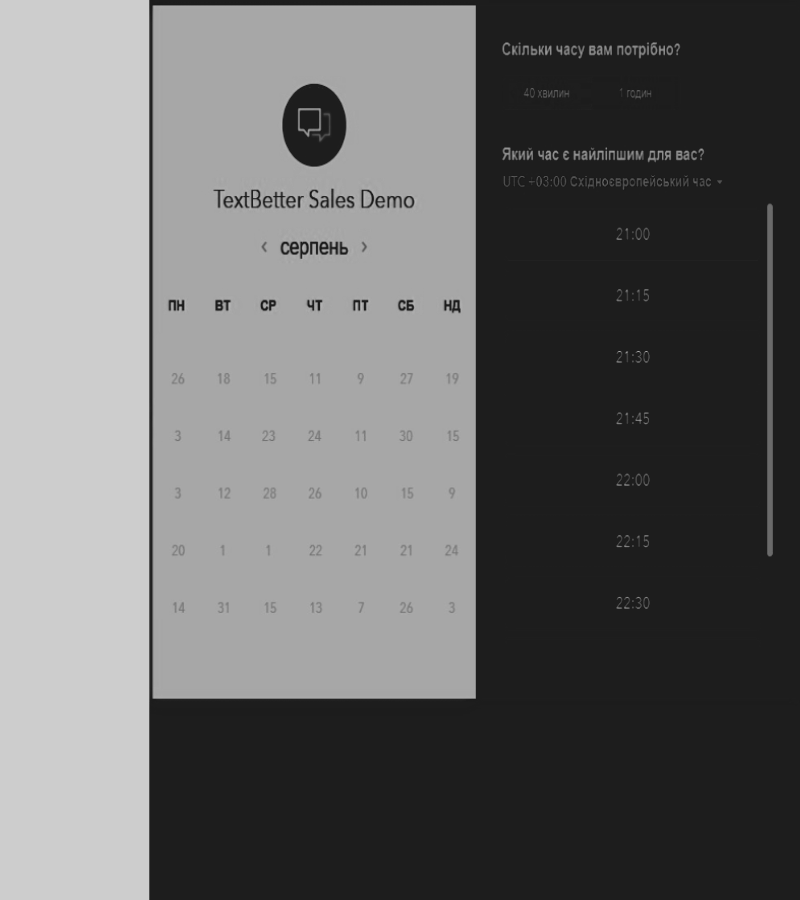 TextBetter Sales Demo
серпень
ПН ВТ СР ЧТ ПТ СБ НД
26 18 15 11 9 27 19
3 14 23 24 11 30 15
3 12 28 26 10 15 9
20 1 1 22 21 21 24
14 31 15 13 7 26 3
Скільки часу вам потрібно?
40 хвилин 1 годин
Який час є найліпшим для вас?
UTC +03:00 Східноєвропейський час
21:00
21:15
21:30
21:45
22:00
22:15
22:30